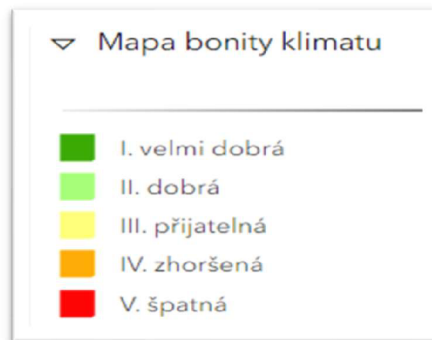 Mapa bonity klimatu
I. velmi dobrá
II. dobrá
III. přijatelná
IV. zhoršená
V. špatná